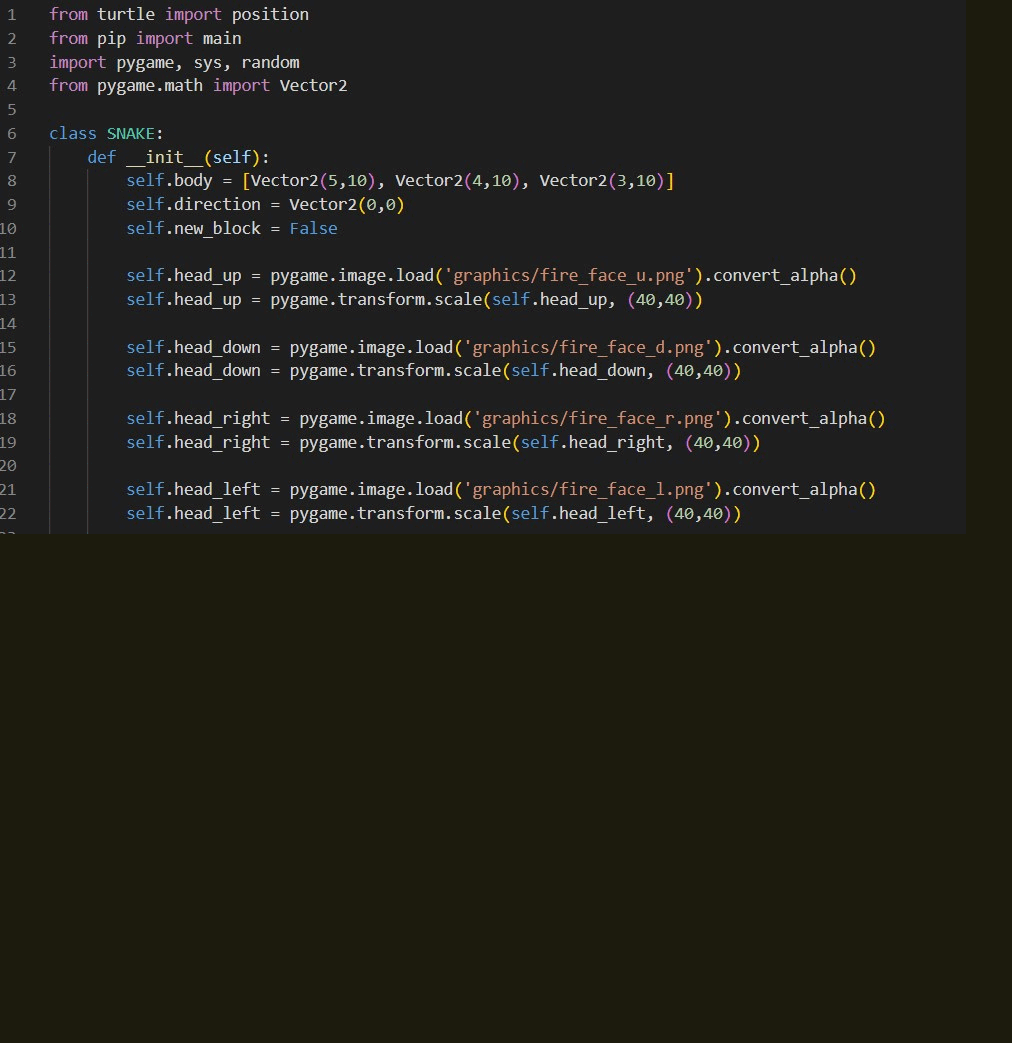 1 from turtle import position
2 from pip import main
3 import pygame, sys, random
4 from pygame.math import Vector2
5
6 class SNAKE:
7     def __init__(self):
8         self.body = [Vector2(5,10), Vector2(4,10), Vector2(3,10)]
9         self.direction = Vector2(0,0)
10         self.new_block = False
11
12         self.head_up = pygame.image.load('graphics/fire_face_u.png').convert_alpha()
13         self.head_up = pygame.transform.scale(self.head_up, (40,40))
14
15         self.head_down = pygame.image.load('graphics/fire_face_d.png').convert_alpha()
16         self.head_down = pygame.transform.scale(self.head_down, (40,40))
17
18         self.head_right = pygame.image.load('graphics/fire_face_r.png').convert_alpha()
19         self.head_right = pygame.transform.scale(self.head_right, (40,40))
20
21         self.head_left = pygame.image.load('graphics/fire_face_l.png').convert_alpha()
22         self.head_left = pygame.transform.scale(self.head_left, (40,40))